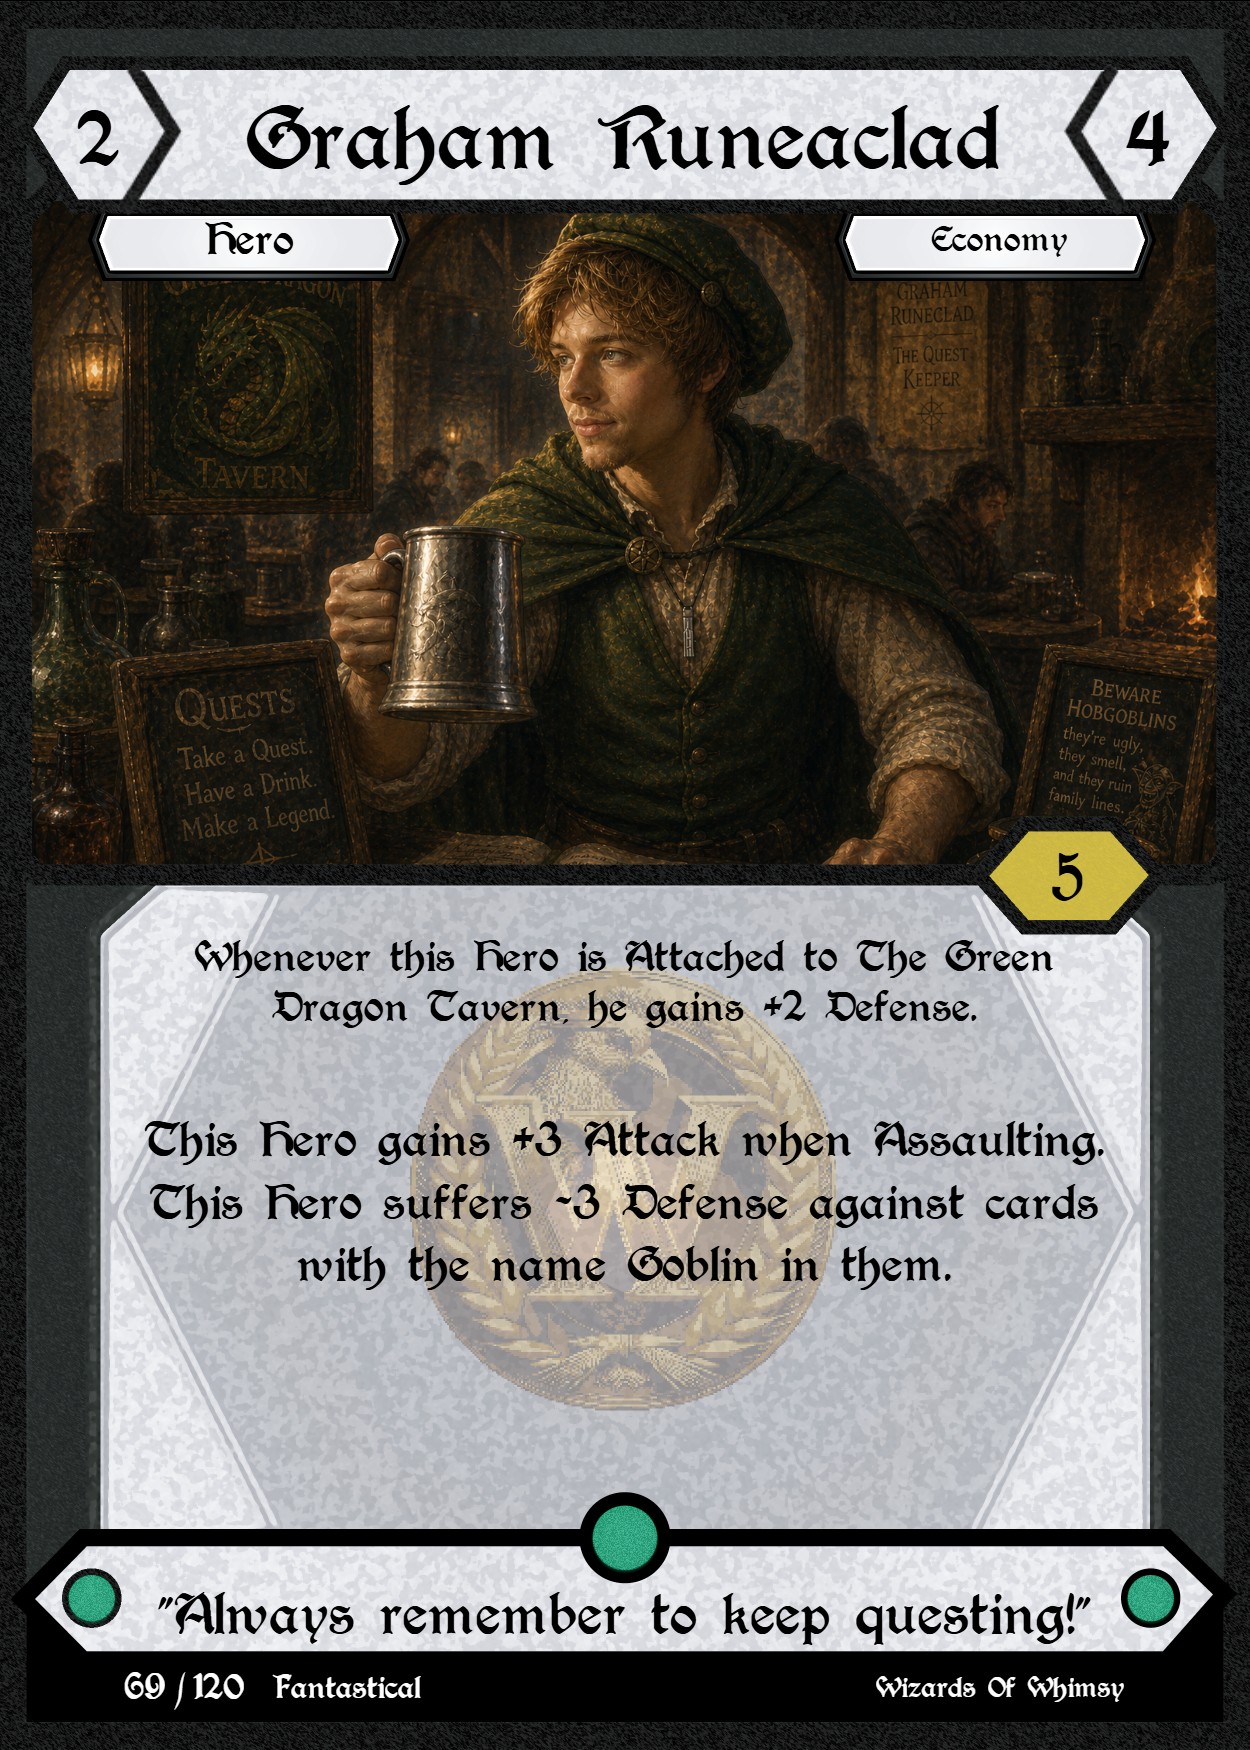 2 Graham Runeaclad 4
Hero Economy
DRAGON
TAVERN
GRAHAM
RUNECLAD
THE QUEST
KEEPER
QUESTS
Take a Quest.
Have a Drink.
Make a Legend.
BEWARE
HOBGOBLINS
they're ugly,
they smell,
and they ruin
family lines.
5
Whenever this Hero is Attached to The Green
Dragon Tavern, he gains +2 Defense.
This Hero gains +3 Attack when Assaulting.
This Hero suffers -3 Defense against cards
with the name Goblin in them.
W
"Always remember to keep questing!"
69 / 120 Fantastical
Wizards Of Whimsy